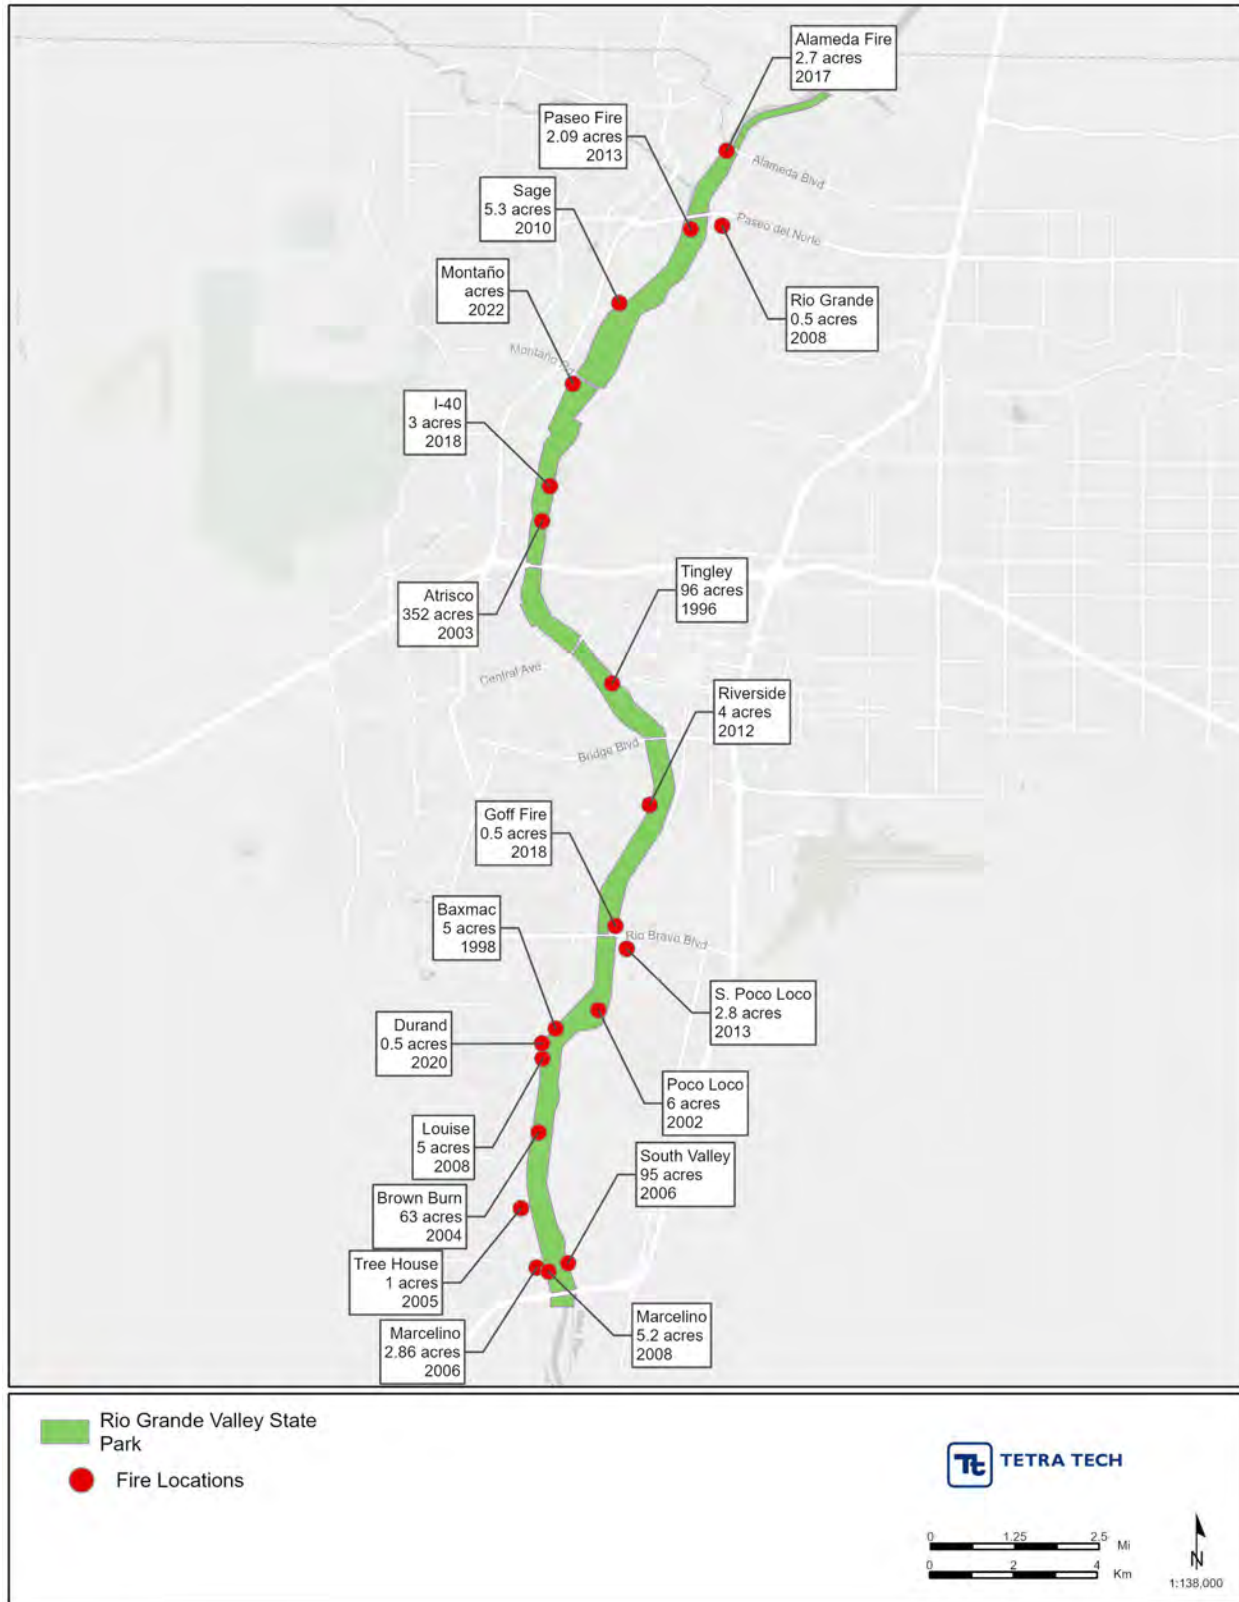 Alameda Fire
2.7 acres
2017
Paseo Fire
2.09 acres
2013
Alameda Blvd
Sage
5.3 acres
2010
Paseo del Norte
Montaño
acres
2022
Rio Grande
0.5 acres
2008
I-40
3 acres
2018
Atrisco
352 acres
2003
Tingley
96 acres
1996
Central Ave
Riverside
4 acres
2012
Bridge Blvd
Goff Fire
0.5 acres
2018
Baxmac
5 acres
1998
Rio Bravo Blvd
S. Poco Loco
2.8 acres
2013
Durand
0.5 acres
2020
Poco Loco
6 acres
2002
Louise
5 acres
2008
South Valley
95 acres
2006
Brown Burn
63 acres
2004
Tree House
1 acres
2005
Marcelino
5.2 acres
2008
Marcelino
2.86 acres
2006
Rio Grande Valley State
Park
Fire Locations
Tt TETRA TECH
0 1.25 2.5
Mi
0 2 4
Km
N
1:138,000